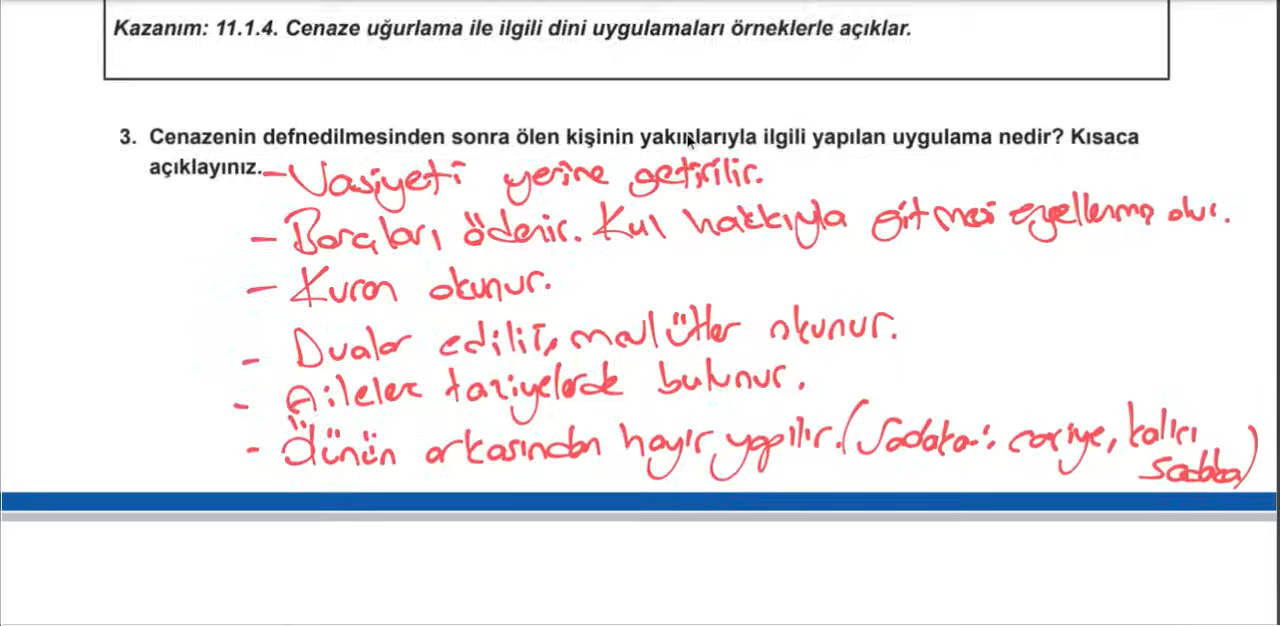 Kazanım: 11.1.4. Cenaze uğurlama ile ilgili dini uygulamaları örneklerle açıklar.
3. Cenazenin defnedilmesinden sonra ölen kişinin yakınlarıyla ilgili yapılan uygulama nedir? Kısaca
açıklayınız. - Vasiyeti yerine getirilir.
- Borçları ödenir. Kul hakkıyla gitmesi engellenmiş olur.
- Kuran okunur.
- Dualar edilir, mevlütler okunur.
- Aileler taziyelerde bulunur.
- Ölünün arkasından hayır yapılır. (Sadaka-i cariye, kalıcı
sadaka)